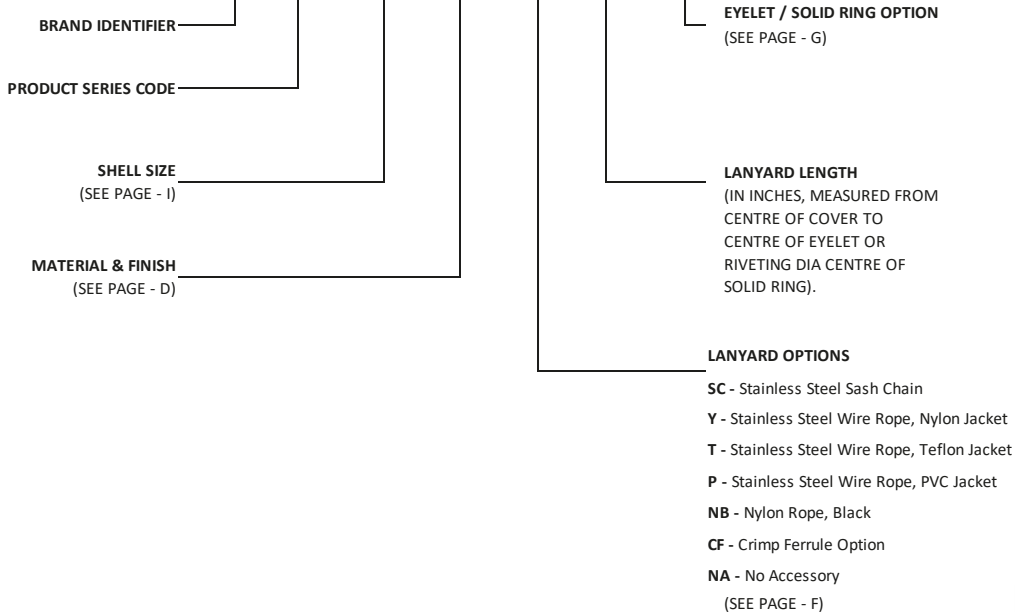 BRAND IDENTIFIER
PRODUCT SERIES CODE
SHELL SIZE
(SEE PAGE - I)
MATERIAL & FINISH
(SEE PAGE - D)
EYELET / SOLID RING OPTION
(SEE PAGE - G)
LANYARD LENGTH
(IN INCHES, MEASURED FROM
CENTRE OF COVER TO
CENTRE OF EYELET OR
RIVETING DIA CENTRE OF
SOLID RING).
LANYARD OPTIONS
SC - Stainless Steel Sash Chain
Y - Stainless Steel Wire Rope, Nylon Jacket
T - Stainless Steel Wire Rope, Teflon Jacket
P - Stainless Steel Wire Rope, PVC Jacket
NB - Nylon Rope, Black
CF - Crimp Ferrule Option
NA - No Accessory
(SEE PAGE - F)